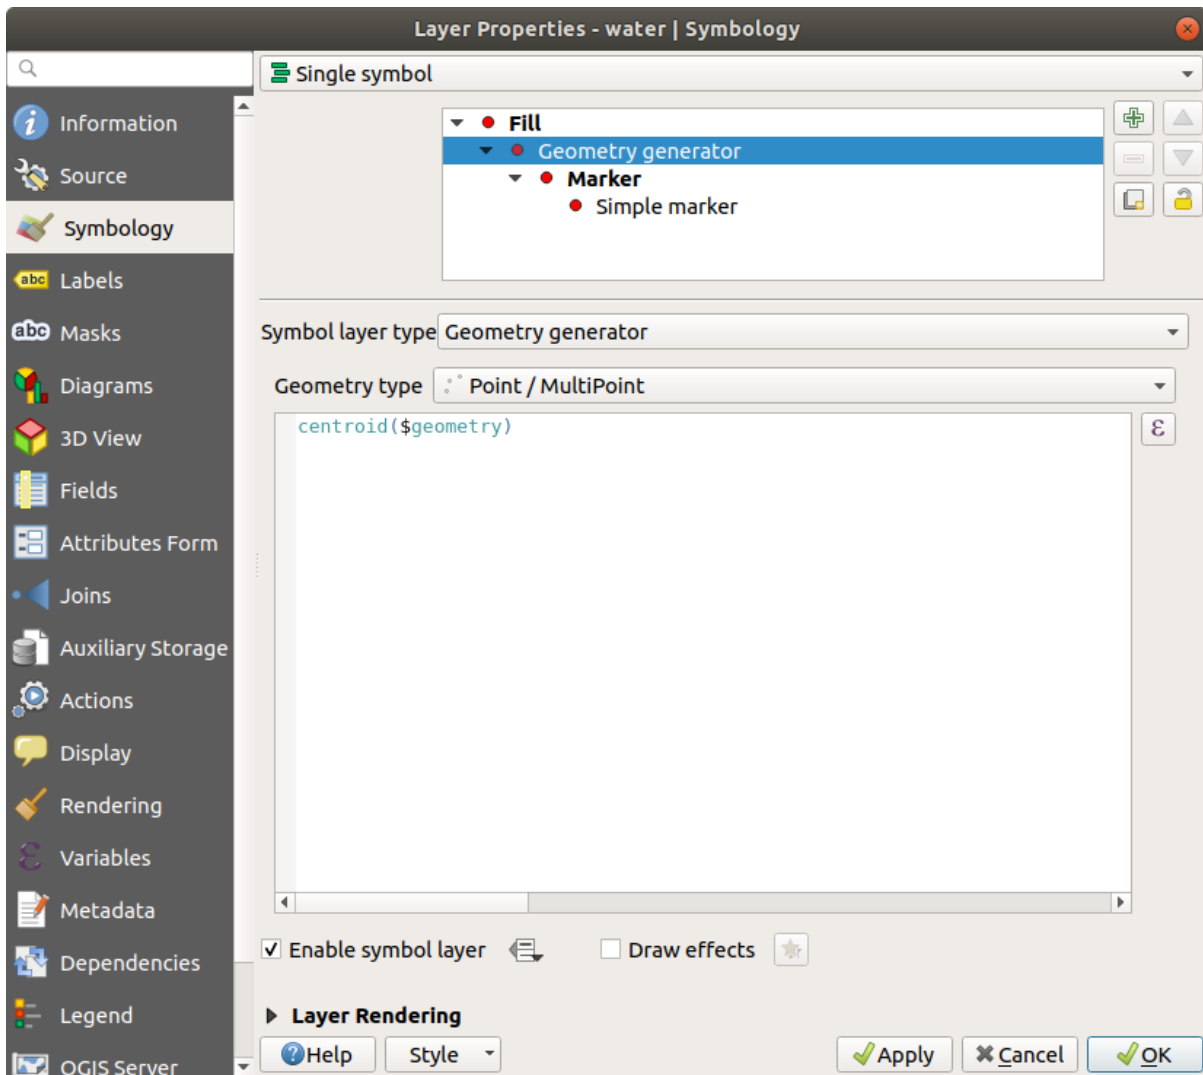 Layer Properties - water | Symbology
Information
Source
Symbology
Labels
Masks
Diagrams
3D View
Fields
Attributes Form
Joins
Auxiliary Storage
Actions
Display
Rendering
Variables
Metadata
Dependencies
Legend
QGIS Server
Single symbol
Fill
Geometry generator
Marker
Simple marker
Symbol layer type Geometry generator
Geometry type Point / MultiPoint
centroid($geometry)
ε
Enable symbol layer Draw effects
Layer Rendering
Help Style Apply Cancel OK